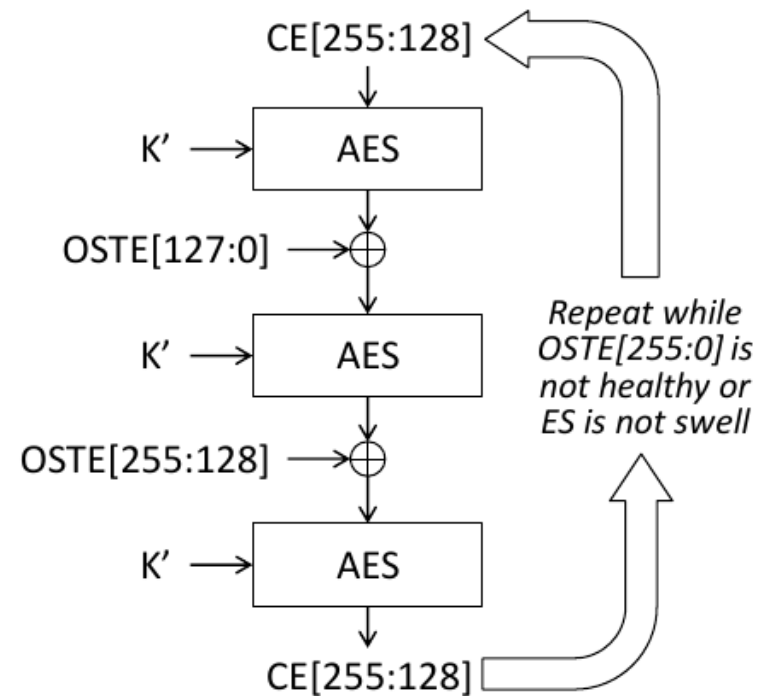 CE[255:128]
K’
AES
OSTE[127:0]
K’
AES
Repeat while
OSTE[255:0] is
not healthy or
ES is not swell
OSTE[255:128]
K’
AES
CE[255:128]